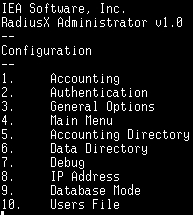 IEA Software, Inc.
RadiusX Administrator v1.0
--
Configuration
--
1. Accounting
2. Authentication
3. General Options
4. Main Menu
5. Accounting Directory
6. Data Directory
7. Debug
8. IP Address
9. Database Mode
10. Users File